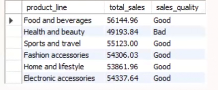 product_line total_sales sales_quality
Food and beverages 56144.96 Good
Health and beauty 49193.84 Bad
Sports and travel 55123.00 Good
Fashion accessories 54306.03 Good
Home and lifestyle 53861.96 Good
Electronic accessories 54337.64 Good